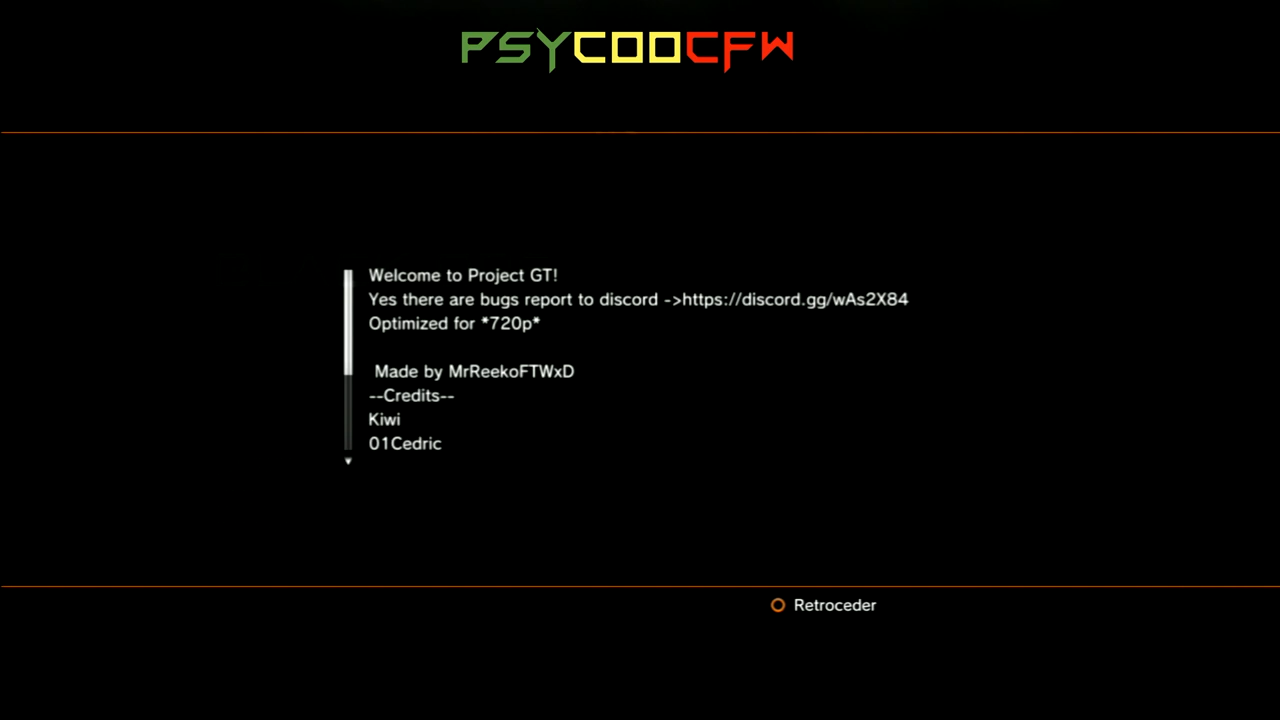 PSYCOOCFW
Welcome to Project GT!
Yes there are bugs report to discord ->https://discord.gg/wAs2X84
Optimized for *720p*
Made by MrReekoFTWxD
--Credits--
Kiwi
01Cedric
Retroceder